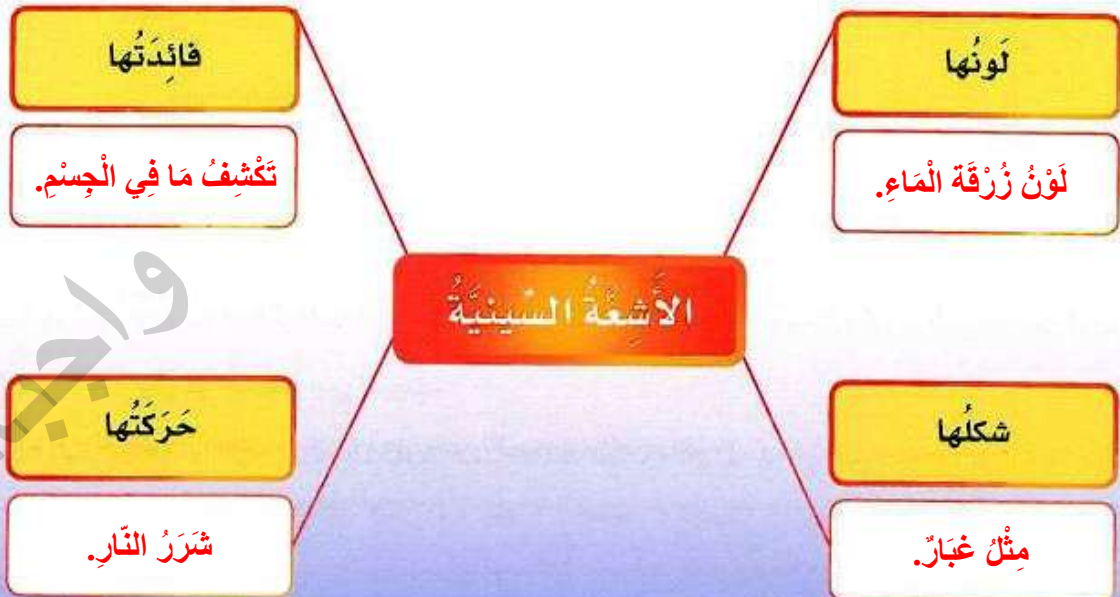 لَونُها
فائِدَتُها
لَوْنُ زُرْقَة الْمَاءِ.
تَكْشِفُ مَا فِي الْجِسْمِ.
الأَشِعَّةُ السّينِيَّةُ
شكلُها
حَرَكَتُها
مِثْلُ غبَارٌ.
شَرَرُ النّارِ.